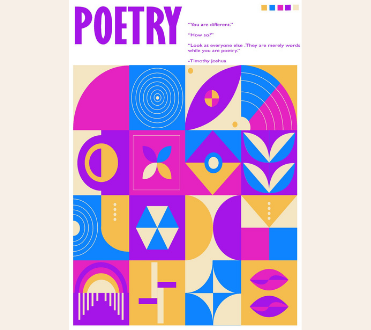 POETRY
"You are different."
"How so?"
"Look at everyone else .They are merely words
while you are poetry."
-Timothy Joshua